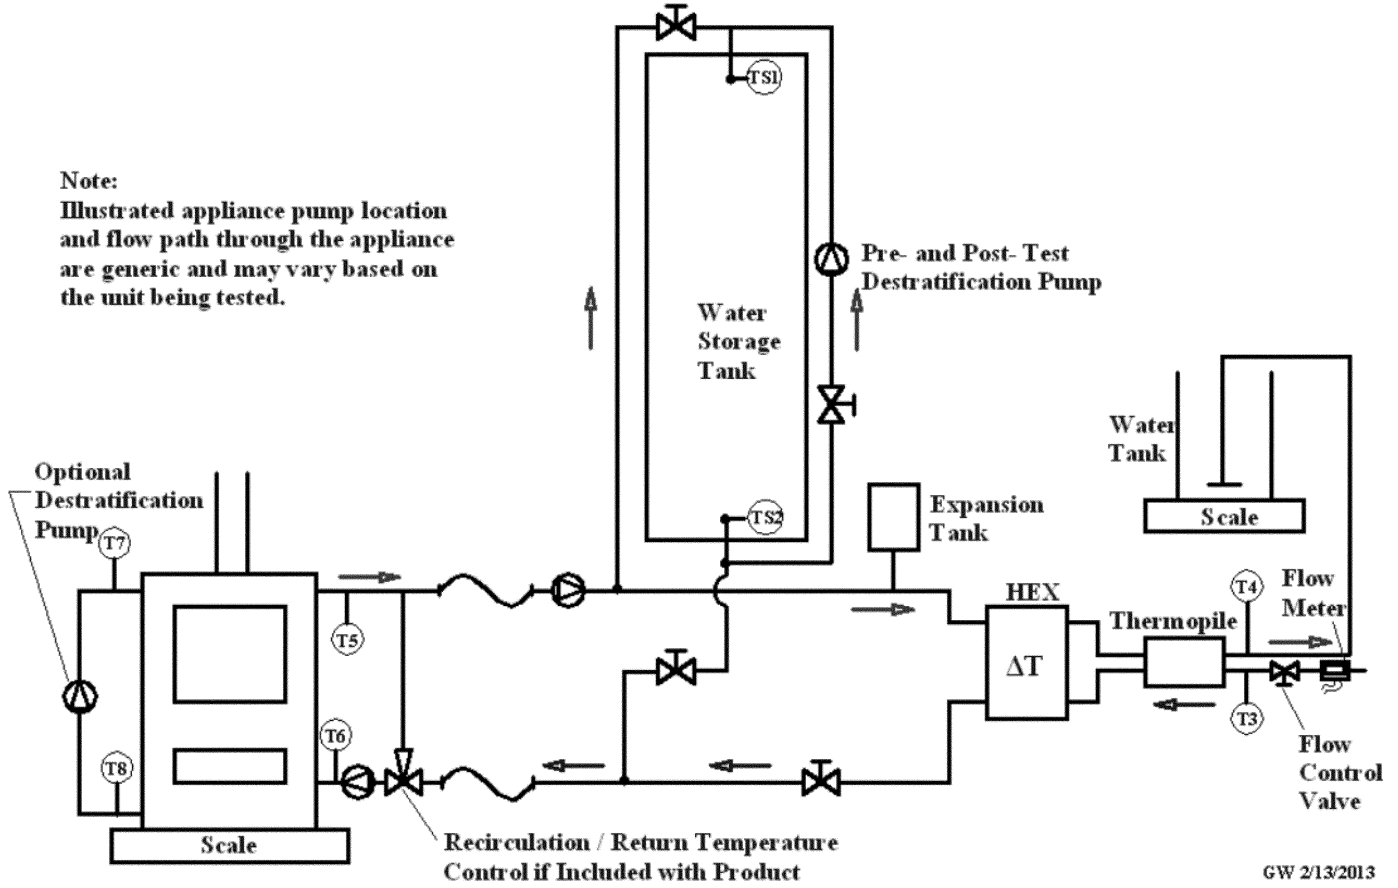 TS1
Note:
Illustrated appliance pump location
and flow path through the appliance
are generic and may vary based on
the unit being tested.
Pre- and Post- Test
Destratification Pump
Water
Storage
Tank
Water
Tank
Optional
Destratification
Pump
TS2
Expansion
Tank
Scale
T7
T5
HEX
T4
Flow
Meter
Thermopile
ΔT
T6
T3
T8
Flow
Control
Valve
Scale
Recirculation / Return Temperature
Control if Included with Product
GW 2/13/2013